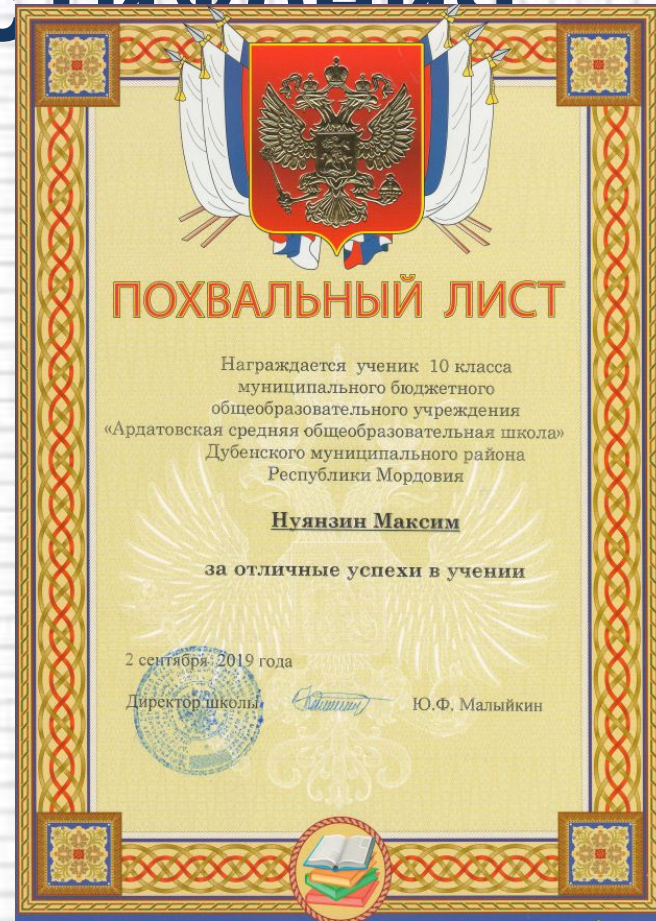 ПОХВАЛЬНЫЙ ЛИСТ
Награждается ученик 10 класса
муниципального бюджетного
общеобразовательного учреждения
«Ардатовская средняя общеобразовательная школа»
Дубенского муниципального района
Республики Мордовия
Нуянзин Максим
за отличные успехи в учении
2 сентября 2019 года
Директор школы Ю.Ф. Малыйкин